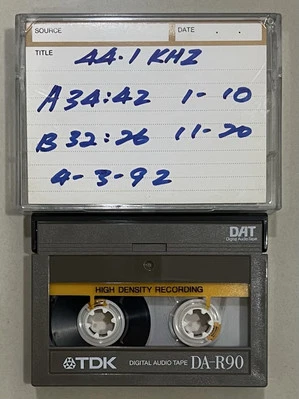 SOURCE DATE . .
TITLE 44.1 KHZ
A 34:42 1-10
B 32:26 11-20
4-3-92
DAT
Digital Audio Tape
HIGH DENSITY RECORDING
TDK DIGITAL AUDIO TAPE DA-R90